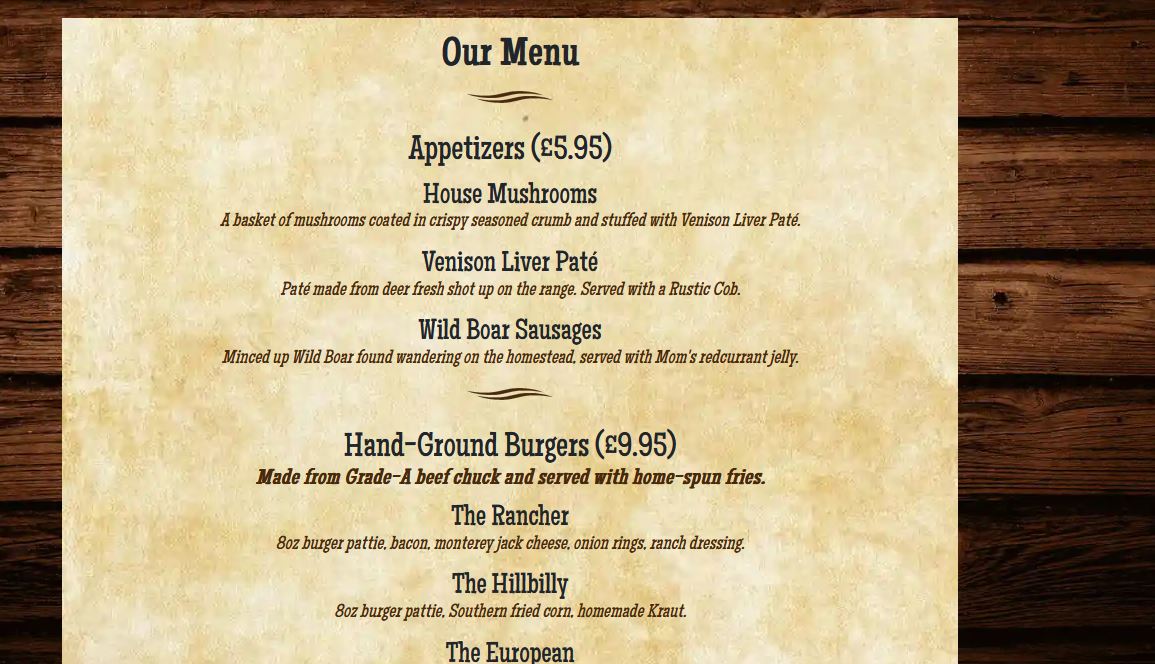 Our Menu
Appetizers (£5.95)
House Mushrooms
A basket of mushrooms coated in crispy seasoned crumb and stuffed with Venison Liver Paté.
Venison Liver Paté
Paté made from deer fresh shot up on the range. Served with a Rustic Cob.
Wild Boar Sausages
Minced up Wild Boar found wandering on the homestead, served with Mom's redcurrant jelly.
Hand-Ground Burgers (£9.95)
Made from Grade-A beef chuck and served with home-spun fries.
The Rancher
8oz burger pattie, bacon, monterey jack cheese, onion rings, ranch dressing.
The Hillbilly
8oz burger pattie, Southern fried corn, homemade Kraut.
The European